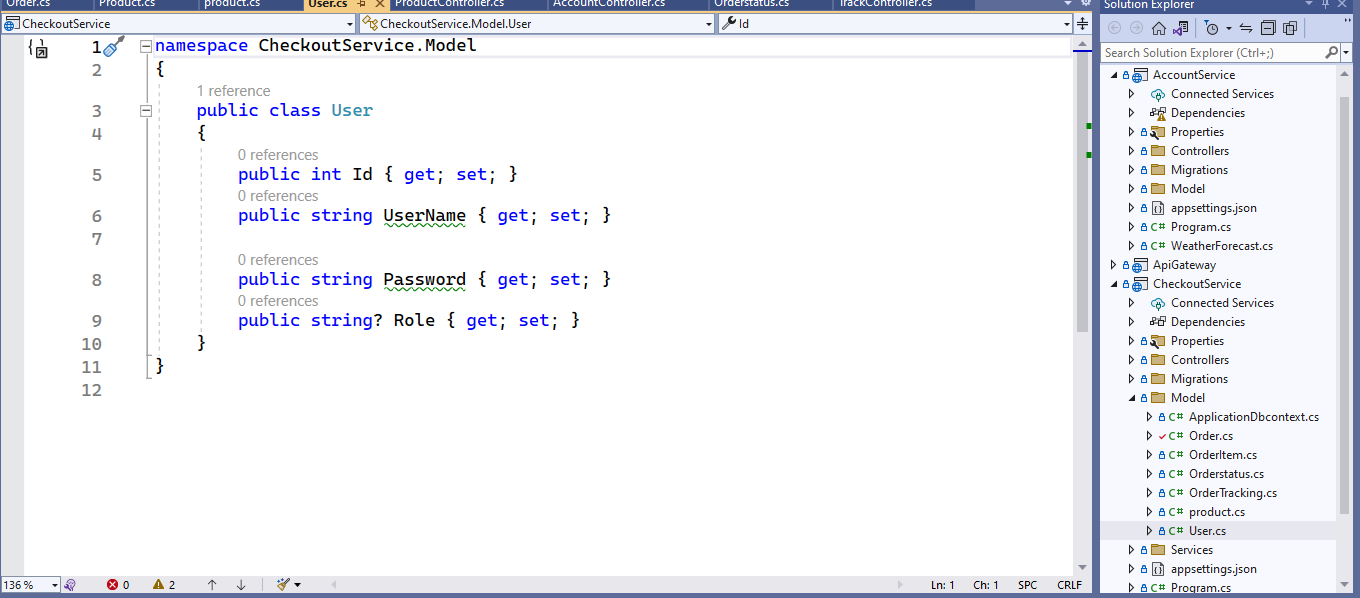 Order.cs Product.cs product.cs User.cs ProductController.cs AccountController.cs Orderstatus.cs TrackController.cs
CheckoutService CheckoutService.Model.User Id
1 namespace CheckoutService.Model
2 {
1 reference
3 public class User
4 {
0 references
5 public int Id { get; set; }
0 references
6 public string UserName { get; set; }
7
0 references
8 public string Password { get; set; }
0 references
9 public string? Role { get; set; }
10 }
11 }
12
136 % 0 2 Ln: 1 Ch: 1 SPC CRLF
Solution Explorer
Search Solution Explorer (Ctrl+;)
AccountService
Connected Services
Dependencies
Properties
Controllers
Migrations
Model
appsettings.json
C# Program.cs
C# WeatherForecast.cs
ApiGateway
CheckoutService
Connected Services
Dependencies
Properties
Controllers
Migrations
Model
C# ApplicationDbcontext.cs
C# Order.cs
C# OrderItem.cs
C# Orderstatus.cs
C# OrderTracking.cs
C# product.cs
C# User.cs
Services
appsettings.json
C# Program.cs